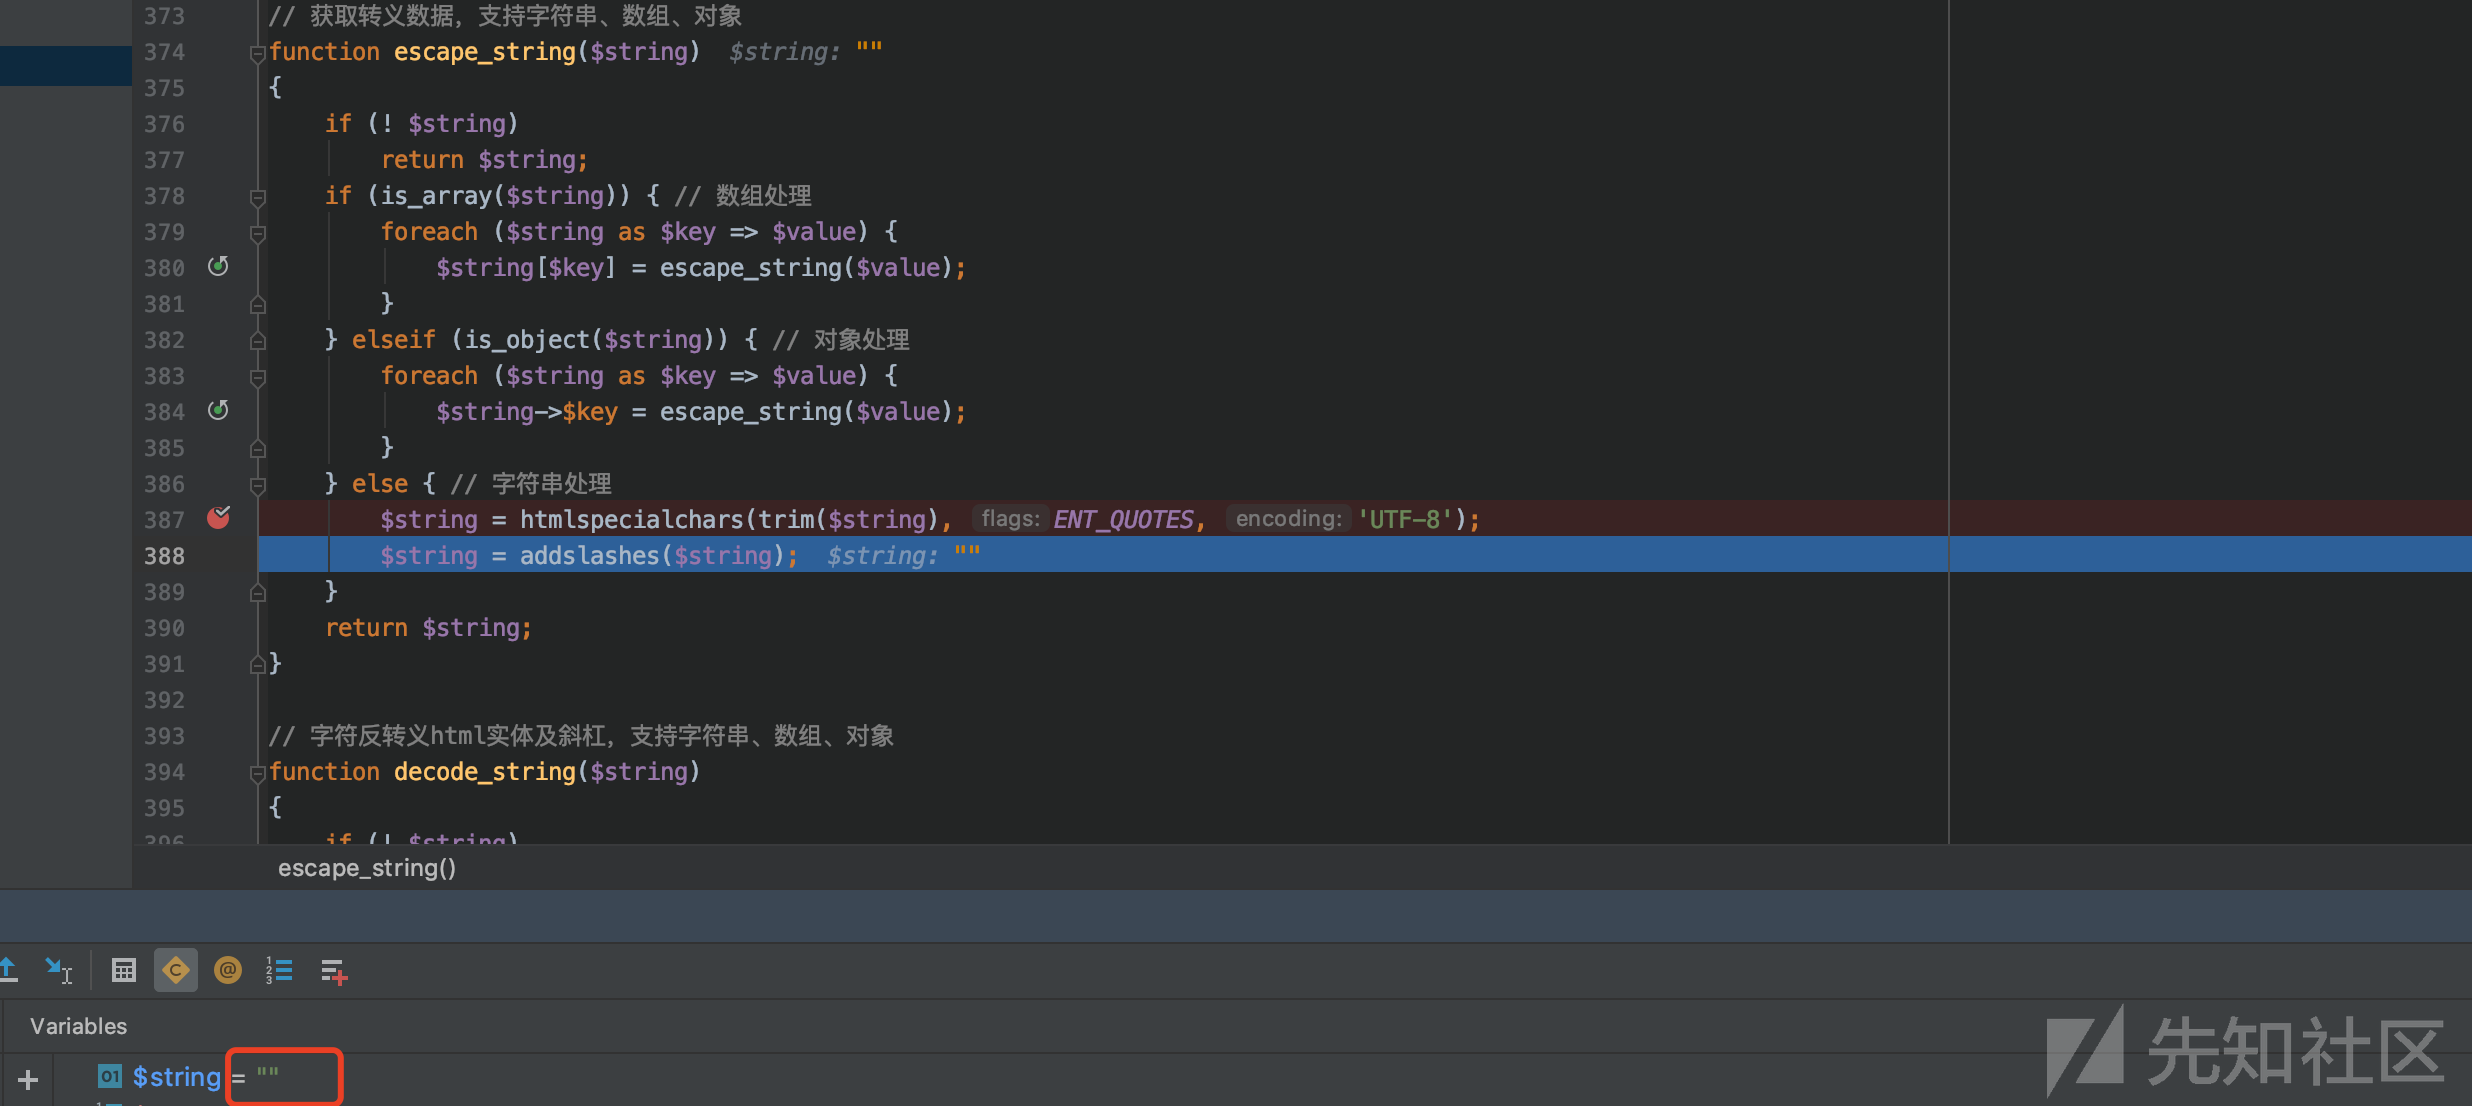 373 // 获取转义数据，支持字符串、数组、对象
374 function escape_string($string) $string: ""
375 {
376 if (! $string)
377 return $string;
378 if (is_array($string)) { // 数组处理
379 foreach ($string as $key => $value) {
380 $string[$key] = escape_string($value);
381 }
382 } elseif (is_object($string)) { // 对象处理
383 foreach ($string as $key => $value) {
384 $string->$key = escape_string($value);
385 }
386 } else { // 字符串处理
387 $string = htmlspecialchars(trim($string), flags: ENT_QUOTES, encoding: 'UTF-8');
388 $string = addslashes($string); $string: ""
389 }
390 return $string;
391 }
392
393 // 字符反转义html实体及斜杠，支持字符串、数组、对象
394 function decode_string($string)
395 {
396 if (! $string)
escape_string()
Variables
01 $string = ""
先知社区